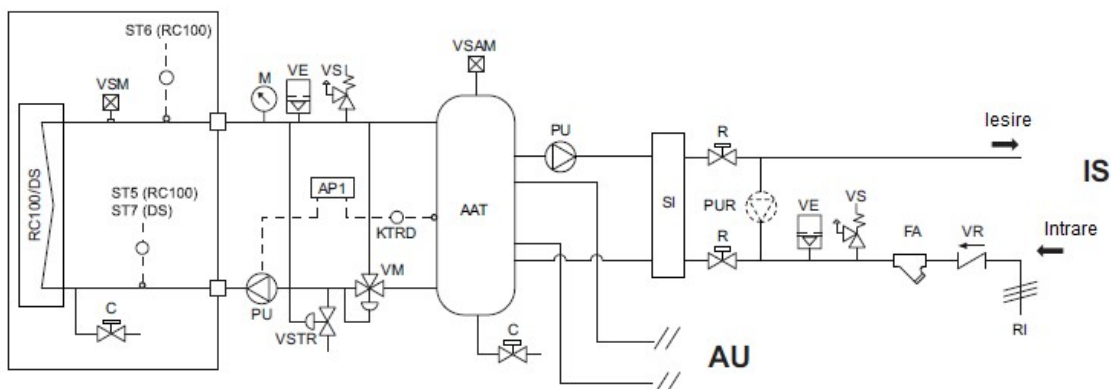 ST6 (RC100)
VSAM
VSM
M
VE
VS
PU
R
Iesire
IS
RC100/DS
ST5 (RC100)
ST7 (DS)
AP1
KTRD
AAT
SI
PUR
VE
VS
FA
VR
Intrare
R
VM
C
PU
VSTR
C
AU
RI